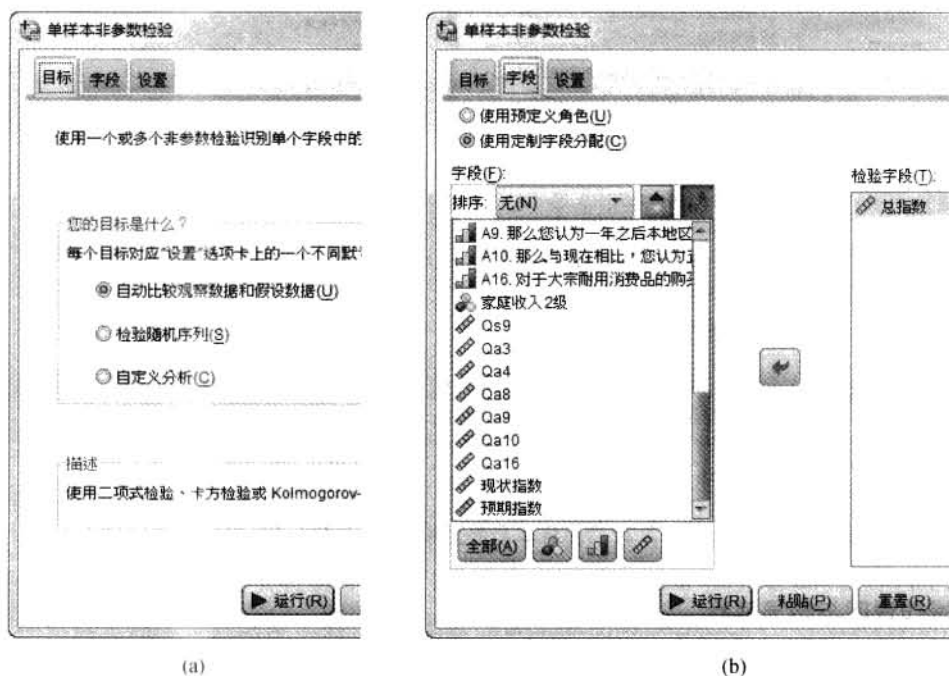 单样本非参数检验
目标 字段 设置
使用一个或多个非参数检验识别单个字段中的
您的目标是什么？
每个目标对应"设置"选项卡上的一个不同默
自动比较观察数据和假设数据(U)
检验随机序列(S)
自定义分析(C)
描述
使用二项式检验、卡方检验或 Kolmogorov-
运行(R)
(a)
单样本非参数检验
目标 字段 设置
使用预定义角色(U)
使用定制字段分配(C)
字段(F):
排序: 无(N)
A9. 那么您认为一年之后本地区
A10. 那么与现在相比，您认为
A16. 对于大宗耐用消费品的购
家庭收入2级
Qs9
Qa3
Qa4
Qa8
Qa9
Qa10
Qa16
现状指数
预期指数
全部(A)
检验字段(T):
总指数
运行(R) 粘贴(P) 重置(R)
(b)